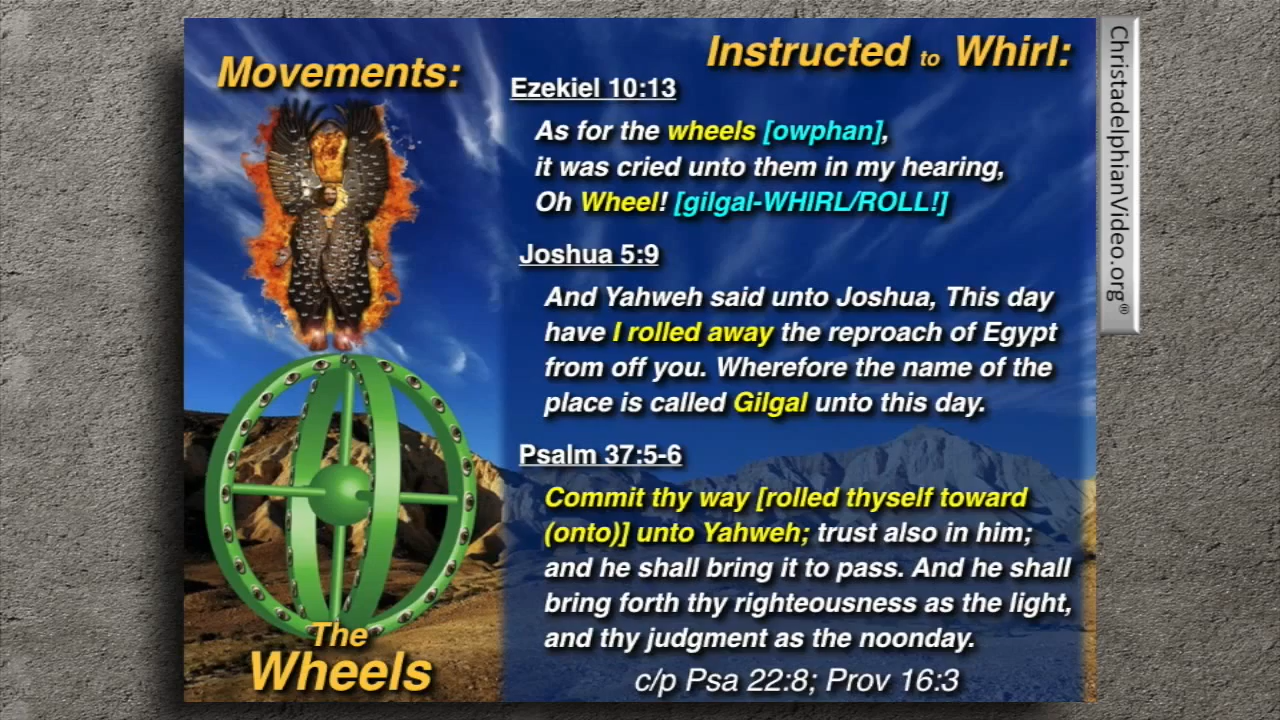 Movements:
The
Wheels
Instructed to Whirl:
Ezekiel 10:13
As for the wheels [owphan],
it was cried unto them in my hearing,
Oh Wheel! [gilgal-WHIRL/ROLL!]
Joshua 5:9
And Yahweh said unto Joshua, This day
have I rolled away the reproach of Egypt
from off you. Wherefore the name of the
place is called Gilgal unto this day.
Psalm 37:5-6
Commit thy way [rolled thyself toward
(onto)] unto Yahweh; trust also in him;
and he shall bring it to pass. And he shall
bring forth thy righteousness as the light,
and thy judgment as the noonday.
c/p Psa 22:8; Prov 16:3
ChristadelphianVideo.org®